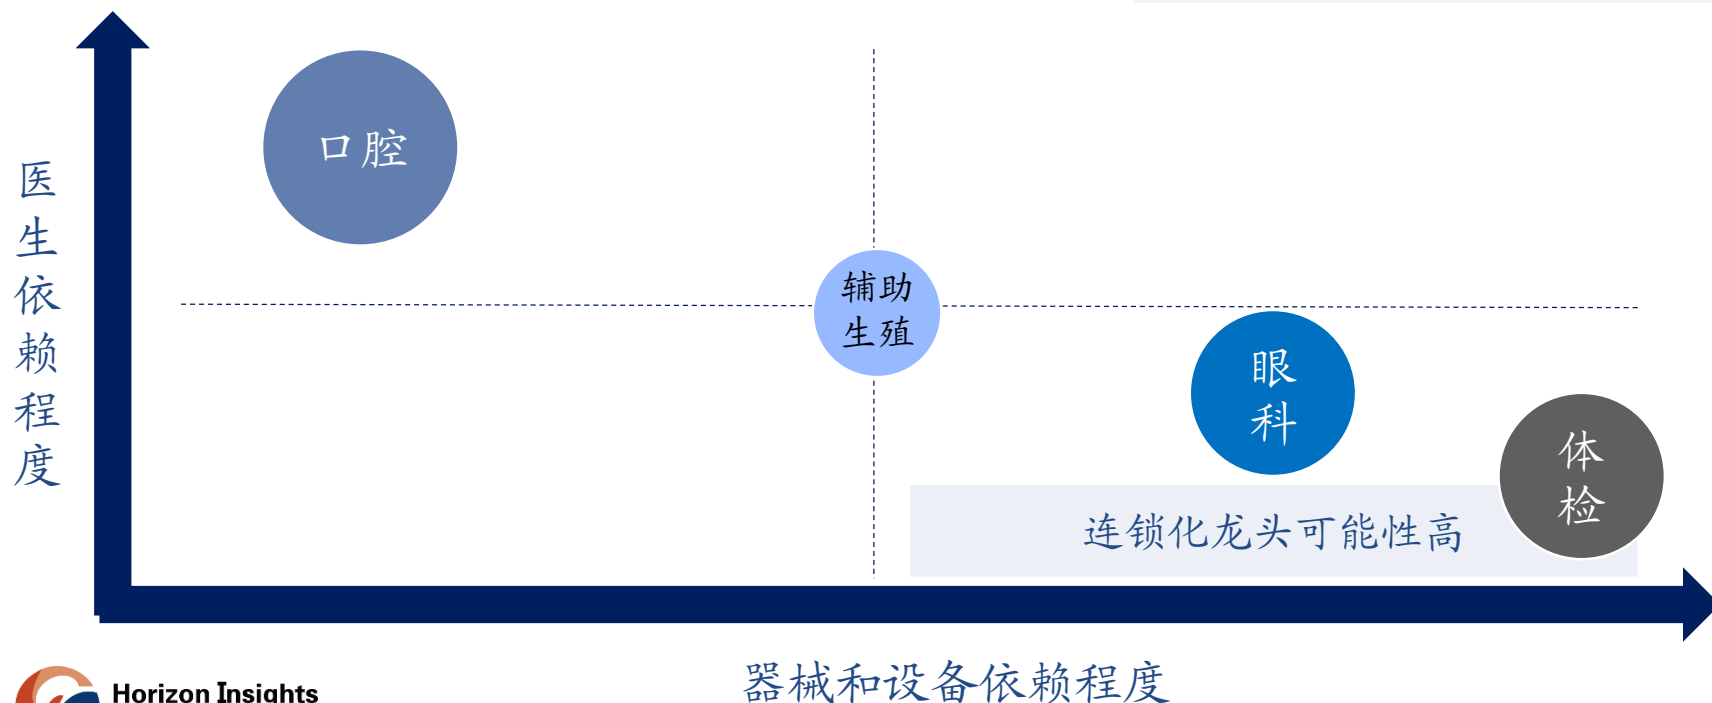 医生依赖程度
口腔
辅助
生殖
眼
科
体
检
连锁化龙头可能性高
器械和设备依赖程度
Horizon Insights